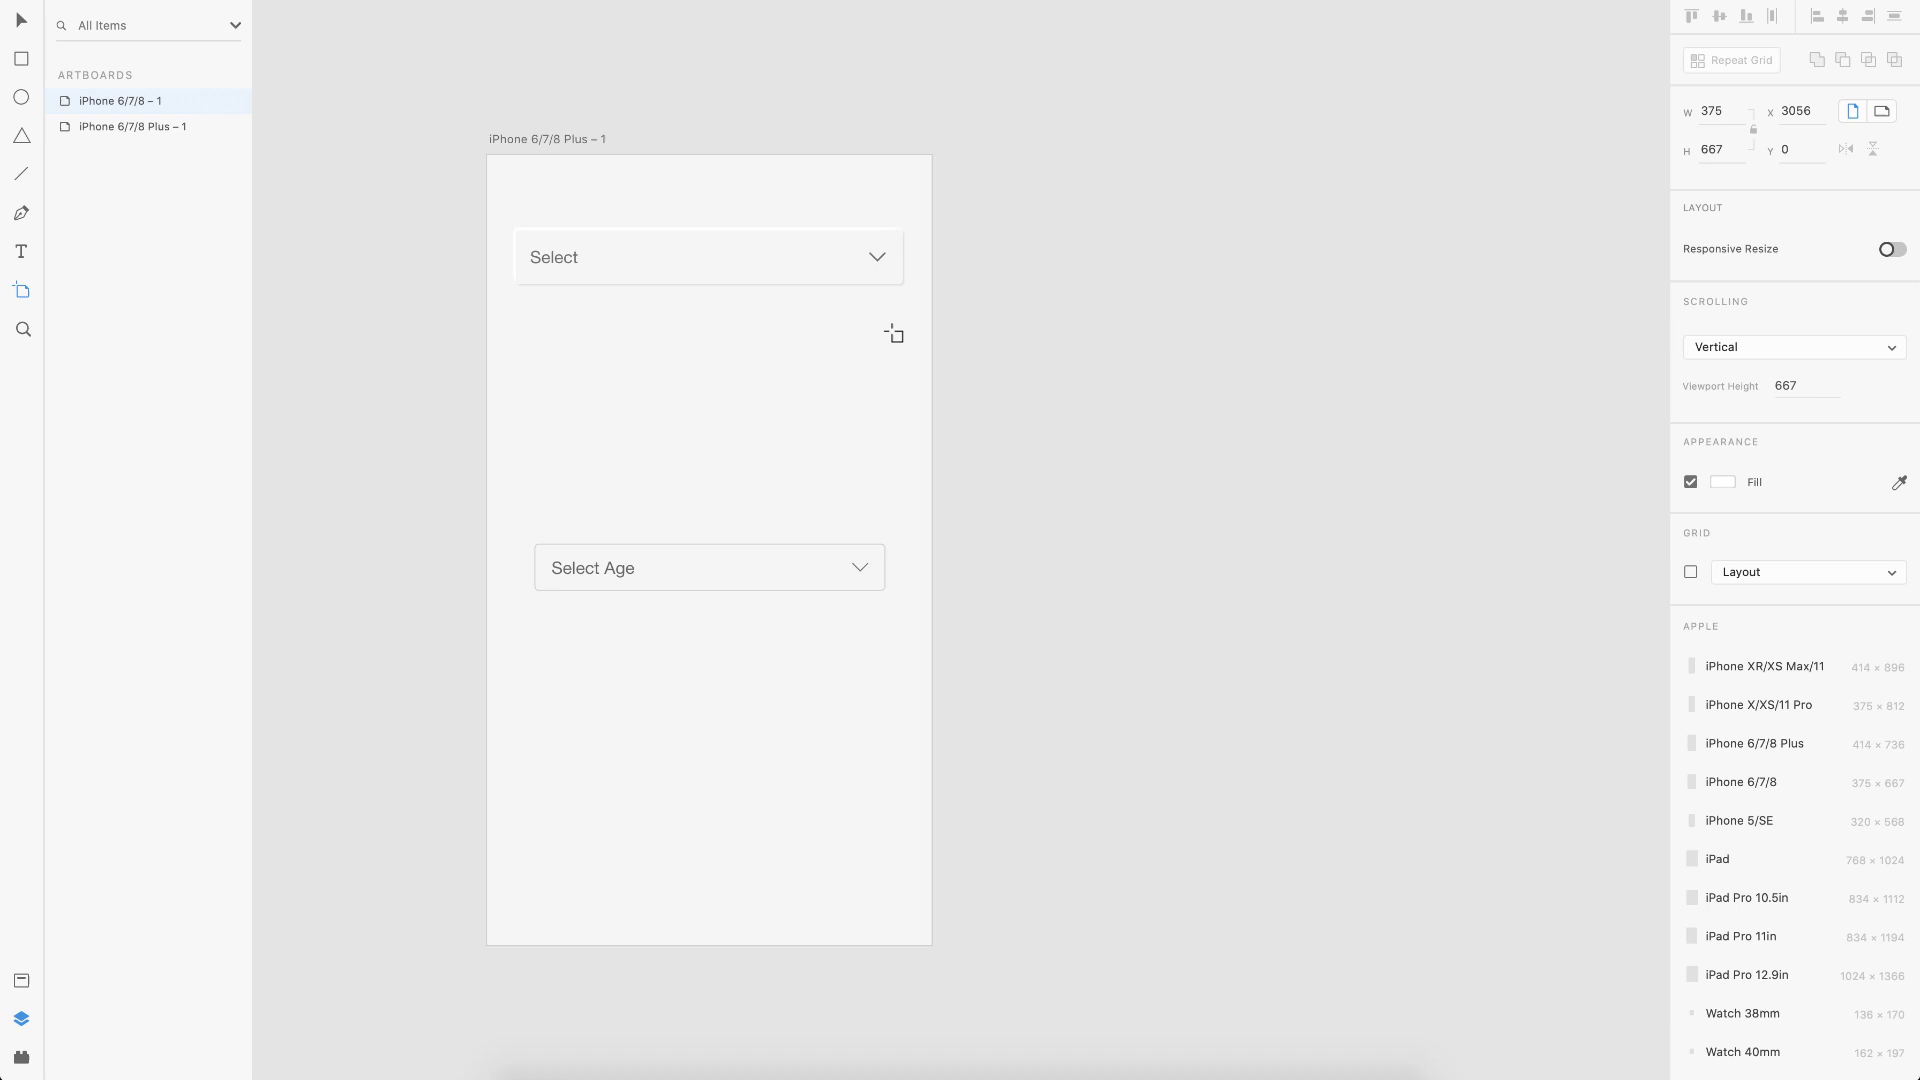 All Items
ARTBOARDS
iPhone 6/7/8 – 1
iPhone 6/7/8 Plus – 1
iPhone 6/7/8 Plus – 1
Select
Select Age
Repeat Grid
W 375 X 3056
H 667 Y 0
LAYOUT
Responsive Resize
SCROLLING
Vertical
Viewport Height 667
APPEARANCE
Fill
GRID
Layout
APPLE
iPhone XR/XS Max/11 414 × 896
iPhone X/XS/11 Pro 375 × 812
iPhone 6/7/8 Plus 414 × 736
iPhone 6/7/8 375 × 667
iPhone 5/SE 320 × 568
iPad 768 × 1024
iPad Pro 10.5in 834 × 1112
iPad Pro 11in 834 × 1194
iPad Pro 12.9in 1024 × 1366
Watch 38mm 136 × 170
Watch 40mm 162 × 197